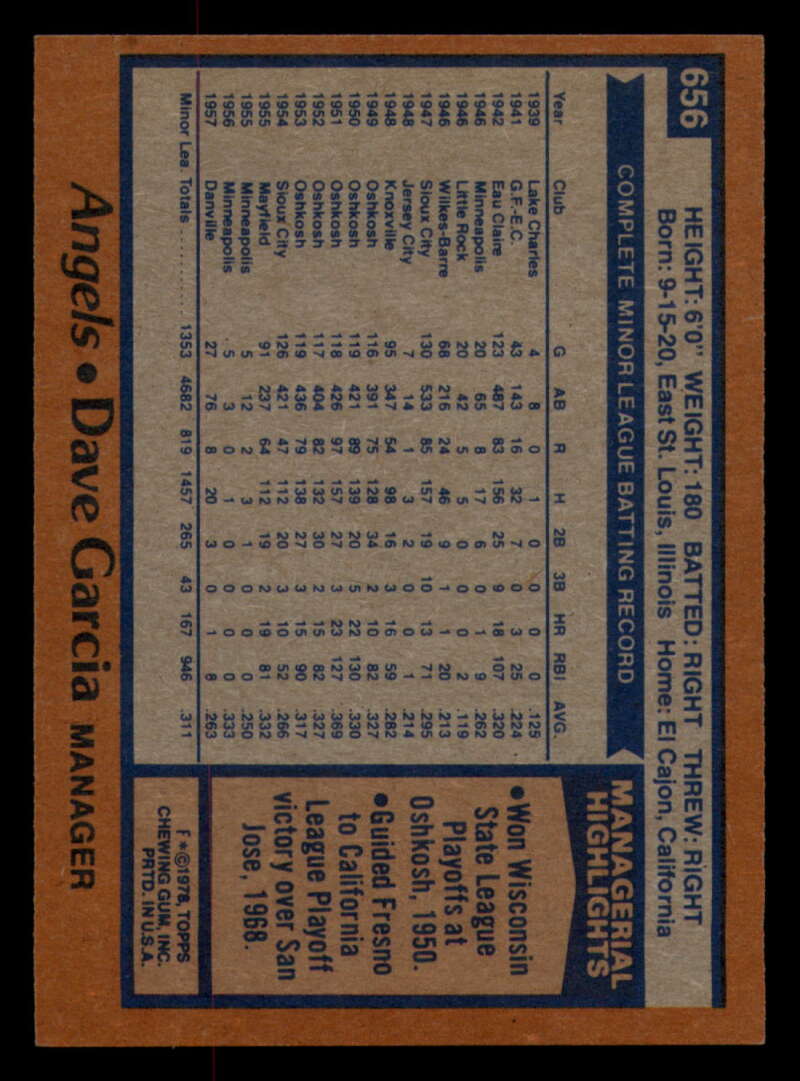 656
HEIGHT: 6'0" WEIGHT: 180 BATTED: RIGHT THREW: RIGHT
Born: 9-15-20, East St. Louis, Illinois Home: El Cajon, California
COMPLETE MINOR LEAGUE BATTING RECORD
Year Club G AB R H 2B 3B HR RBI AVG.
1939 Lake Charles 4 8 0 1 0 0 0 0 .125
1941 G.F.-E.C. 43 143 16 32 7 0 3 25 .224
1942 Eau Claire 123 487 83 156 25 9 18 107 .320
1946 Minneapolis 20 65 8 17 6 0 1 9 .262
1946 Little Rock 20 42 5 5 0 0 0 2 .119
1946 Wilkes-Barre 68 216 24 46 9 1 1 20 .213
1947 Sioux City 130 533 85 157 19 10 13 71 .295
1948 Jersey City 7 14 1 3 2 0 0 1 .214
1948 Knoxville 95 347 54 98 16 3 16 59 .282
1949 Oshkosh 116 391 75 128 34 2 10 82 .327
1950 Oshkosh 119 421 89 139 20 5 22 130 .330
1951 Oshkosh 118 426 97 157 27 3 23 127 .369
1952 Oshkosh 117 404 82 132 30 2 15 82 .327
1953 Oshkosh 119 436 79 138 27 3 15 90 .317
1954 Sioux City 126 421 47 112 20 3 10 52 .266
1955 Mayfield 91 237 64 112 19 2 19 81 .332
1955 Minneapolis 5 12 2 3 1 0 0 0 .250
1956 Minneapolis 5 3 0 1 0 0 0 0 .333
1957 Danville 27 76 8 20 3 0 1 8 .263
Minor Lea. Totals .......... 1353 4682 819 1457 265 43 167 946 .311
MANAGERIAL
HIGHLIGHTS
•Won Wisconsin
State League
Playoffs at
Oshkosh, 1950.
•Guided Fresno
to California
League Playoff
victory over San
Jose, 1968.
F*©1978, TOPPS
CHEWING GUM, INC.
PRTD. IN U.S.A.
Angels • Dave Garcia MANAGER